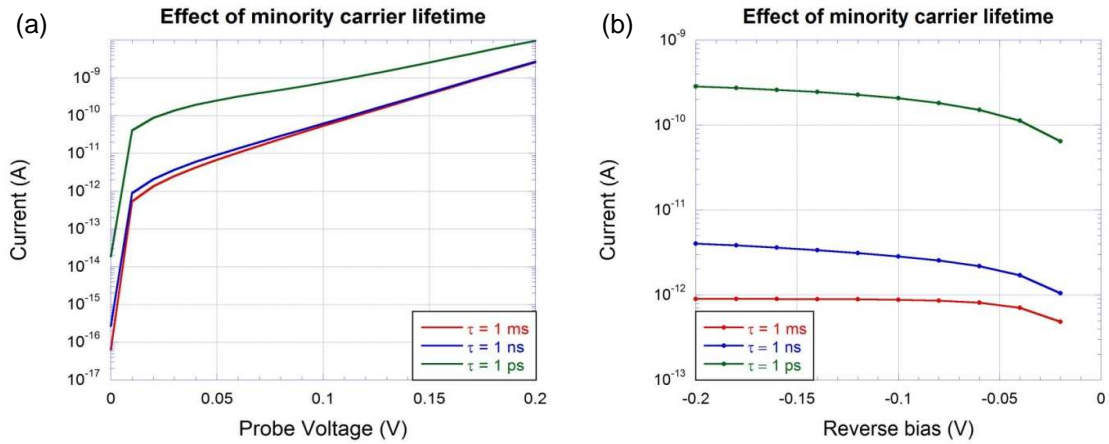 (a)
Effect of minority carrier lifetime
Current (A)
10⁻⁹
10⁻¹⁰
10⁻¹¹
10⁻¹²
10⁻¹³
10⁻¹⁴
10⁻¹⁵
10⁻¹⁶
10⁻¹⁷
0 0.05 0.1 0.15 0.2
Probe Voltage (V)
τ = 1 ms
τ = 1 ns
τ = 1 ps
(b)
Effect of minority carrier lifetime
Current (A)
10⁻⁹
10⁻¹⁰
10⁻¹¹
10⁻¹²
10⁻¹³
-0.2 -0.15 -0.1 -0.05 0
Reverse bias (V)
τ = 1 ms
τ = 1 ns
τ = 1 ps